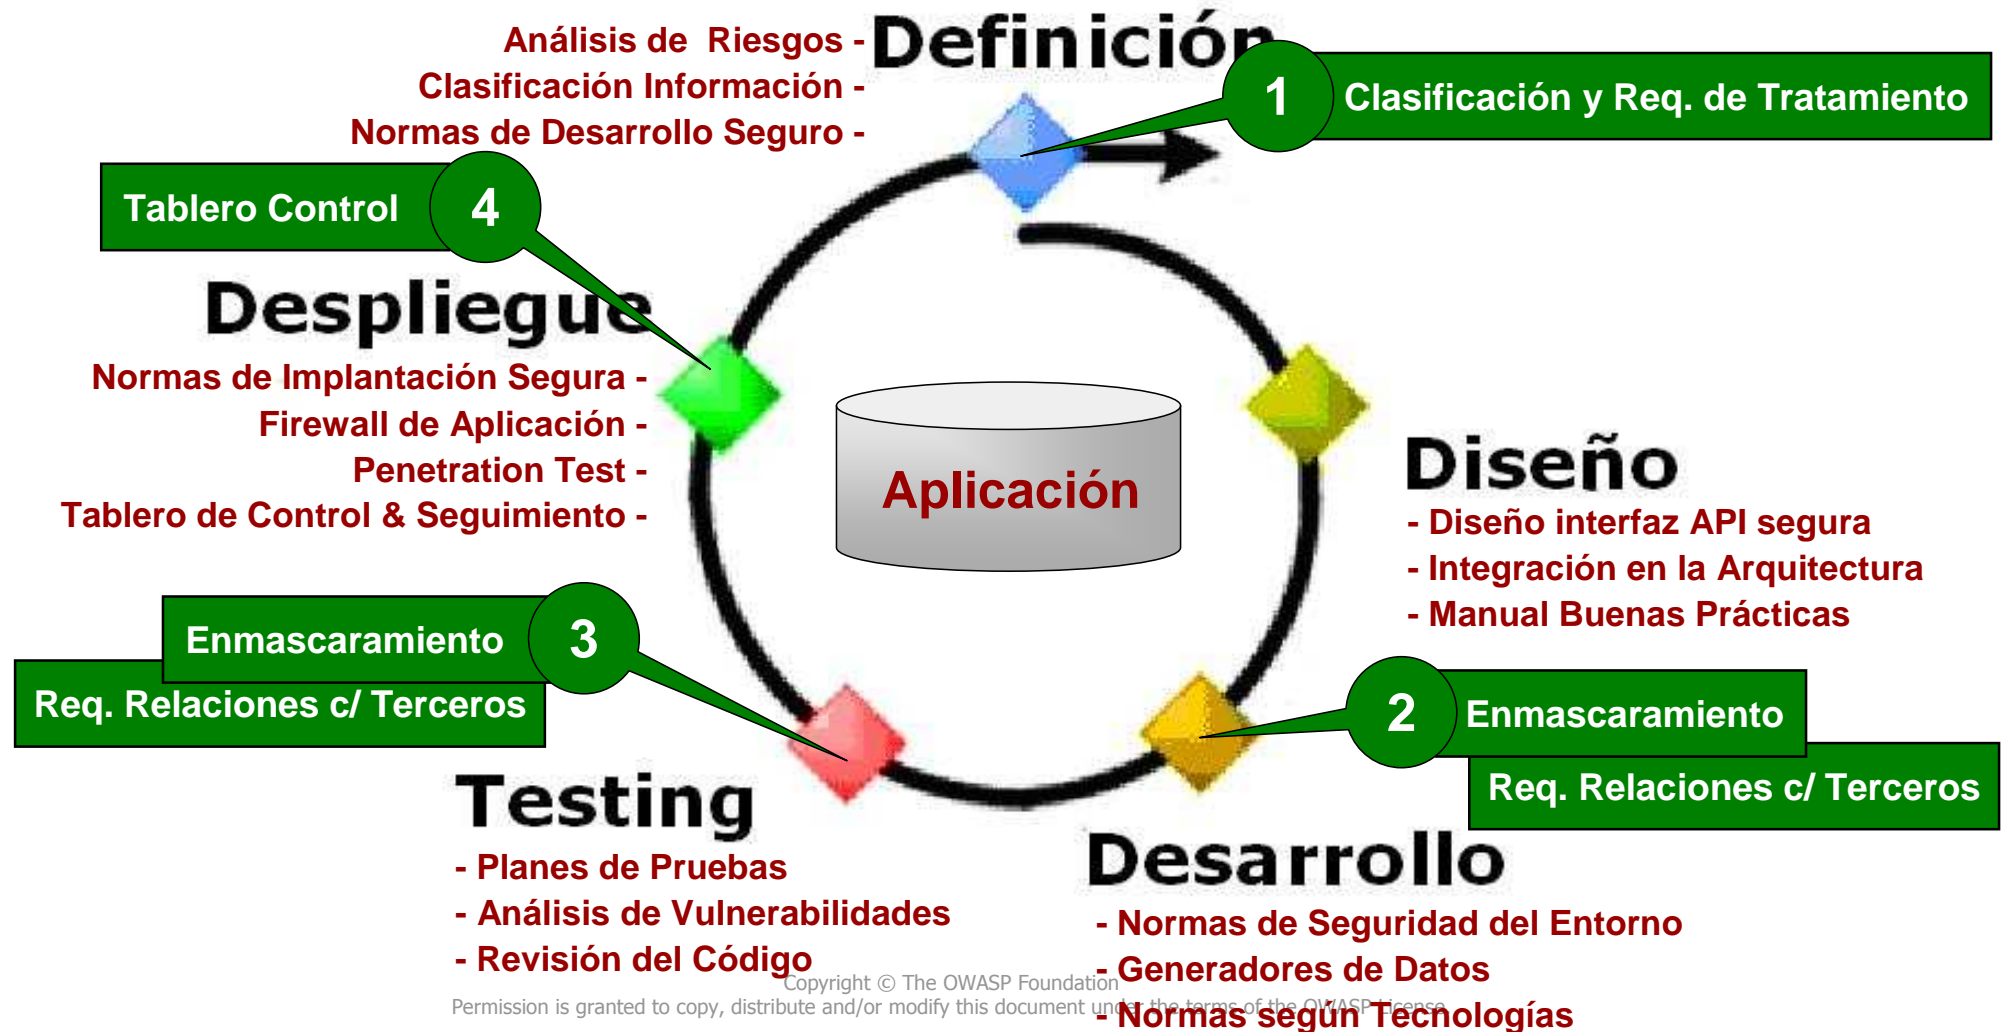 Definición
Análisis de  Riesgos -
Clasificación Información -
Normas de Desarrollo Seguro -
1
Clasificación y Req. de Tratamiento
Tablero Control
4
Despliegue
Normas de Implantación Segura -
Firewall de Aplicación -
Penetration Test -
Tablero de Control & Seguimiento -
Aplicación
Diseño
- Diseño interfaz API segura
- Integración en la Arquitectura
- Manual Buenas Prácticas
Enmascaramiento
3
Req. Relaciones c/ Terceros
2
Enmascaramiento
Req. Relaciones c/ Terceros
Testing
- Planes de Pruebas
- Análisis de Vulnerabilidades
- Revisión del Código
Desarrollo
- Normas de Seguridad del Entorno
- Generadores de Datos
- Normas según Tecnologías
Copyright © The OWASP Foundation
Permission is granted to copy, distribute and/or modify this document under the terms of the OWASP License.